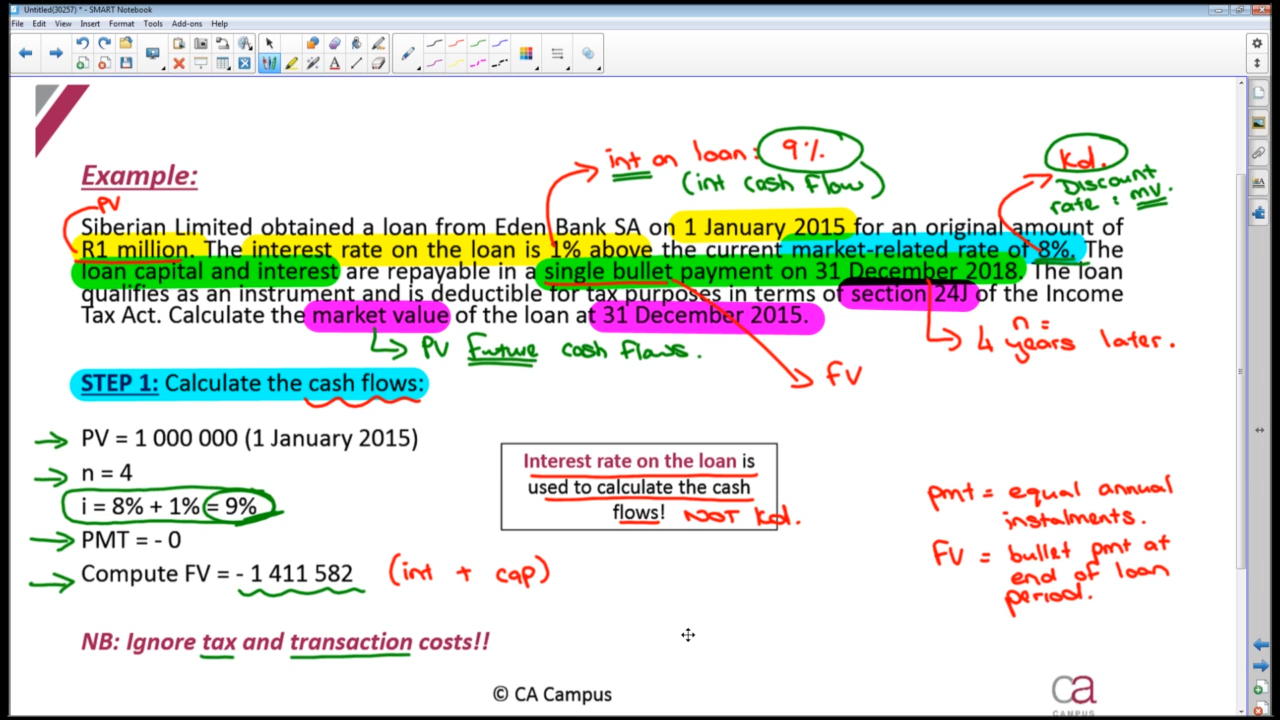 Untitled(30257) * - SMART Notebook
File Edit View Insert Format Tools Add-ons Help
int on loan: 9%
(int cash flow)
kd.
Discount
rate: mv.
Example:
PV
Siberian Limited obtained a loan from Eden Bank SA on 1 January 2015 for an original amount of
R1 million. The interest rate on the loan is 1% above the current market-related rate of 8%. The
loan capital and interest are repayable in a single bullet payment on 31 December 2018. The loan
qualifies as an instrument and is deductible for tax purposes in terms of section 24J of the Income
Tax Act. Calculate the market value of the loan at 31 December 2015.
n =
4 years later.
PV Future cash flows.
FV
STEP 1: Calculate the cash flows:
PV = 1 000 000 (1 January 2015)
n = 4
i = 8% + 1% = 9%
PMT = - 0
Compute FV = - 1 411 582 (int + cap)
Interest rate on the loan is
used to calculate the cash
flows! NOT kd.
pmt = equal annual
instalments.
FV = bullet pmt at
end of loan
period.
NB: Ignore tax and transaction costs!!
© CA Campus
ca
CAMPUS